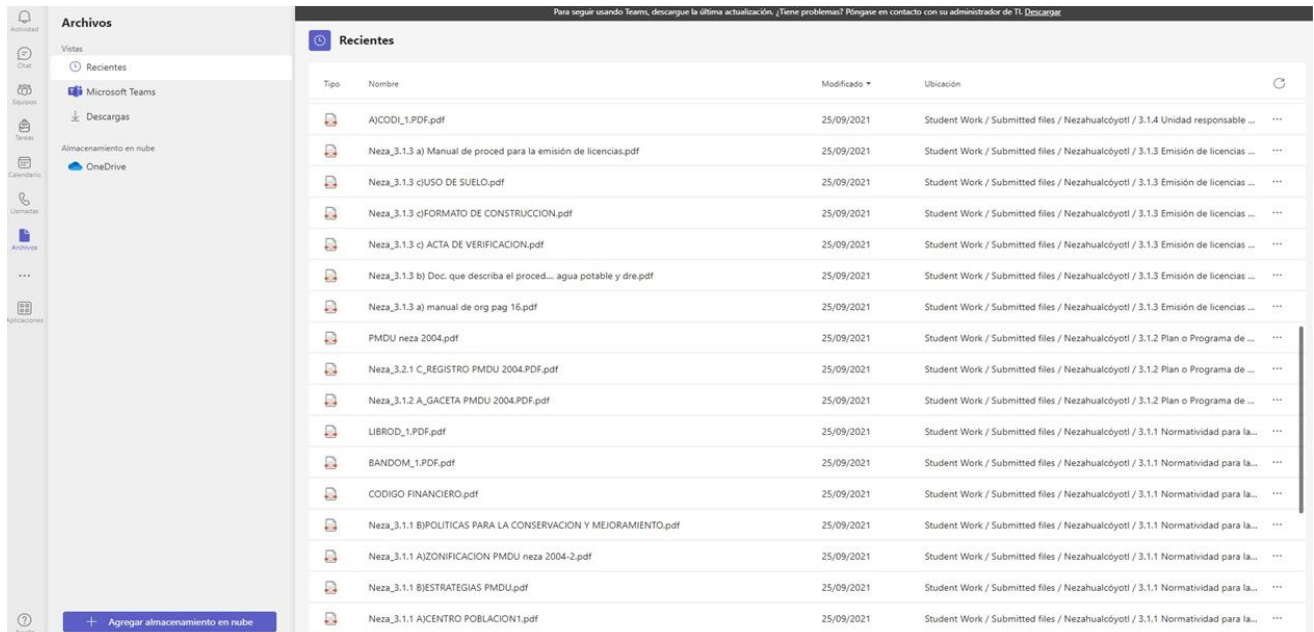 Para seguir usando Teams, descargue la última actualización. ¿Tiene problemas? Póngase en contacto con su administrador de TI. Descargar
Actividad
Chat
Equipos
Tareas
Calendario
Llamadas
Archivos
...
Aplicaciones
Archivos
Vistas
Recientes
Microsoft Teams
Descargas
Almacenamiento en nube
OneDrive
+ Agregar almacenamiento en nube
Recientes
Tipo Nombre Modificado Ubicación
A)CODI_1.PDF.pdf 25/09/2021 Student Work / Submitted files / Nezahualcóyotl / 3.1.4 Unidad responsable ... ...
Neza_3.1.3 a) Manual de proced para la emisión de licencias.pdf 25/09/2021 Student Work / Submitted files / Nezahualcóyotl / 3.1.3 Emisión de licencias ... ...
Neza_3.1.3 c)USO DE SUELO.pdf 25/09/2021 Student Work / Submitted files / Nezahualcóyotl / 3.1.3 Emisión de licencias ... ...
Neza_3.1.3 c)FORMATO DE CONSTRUCCION.pdf 25/09/2021 Student Work / Submitted files / Nezahualcóyotl / 3.1.3 Emisión de licencias ... ...
Neza_3.1.3 c) ACTA DE VERIFICACION.pdf 25/09/2021 Student Work / Submitted files / Nezahualcóyotl / 3.1.3 Emisión de licencias ... ...
Neza_3.1.3 b) Doc. que describa el proced.... agua potable y dre.pdf 25/09/2021 Student Work / Submitted files / Nezahualcóyotl / 3.1.3 Emisión de licencias ... ...
Neza_3.1.3 a) manual de org pag 16.pdf 25/09/2021 Student Work / Submitted files / Nezahualcóyotl / 3.1.3 Emisión de licencias ... ...
PMDU neza 2004.pdf 25/09/2021 Student Work / Submitted files / Nezahualcóyotl / 3.1.2 Plan o Programa de ... ...
Neza_3.2.1 C_REGISTRO PMDU 2004.PDF.pdf 25/09/2021 Student Work / Submitted files / Nezahualcóyotl / 3.1.2 Plan o Programa de ... ...
Neza_3.1.2 A_GACETA PMDU 2004.PDF.pdf 25/09/2021 Student Work / Submitted files / Nezahualcóyotl / 3.1.2 Plan o Programa de ... ...
LIBROD_1.PDF.pdf 25/09/2021 Student Work / Submitted files / Nezahualcóyotl / 3.1.1 Normatividad para la... ...
BANDOM_1.PDF.pdf 25/09/2021 Student Work / Submitted files / Nezahualcóyotl / 3.1.1 Normatividad para la... ...
CODIGO FINANCIERO.pdf 25/09/2021 Student Work / Submitted files / Nezahualcóyotl / 3.1.1 Normatividad para la... ...
Neza_3.1.1 B)POLITICAS PARA LA CONSERVACION Y MEJORAMIENTO.pdf 25/09/2021 Student Work / Submitted files / Nezahualcóyotl / 3.1.1 Normatividad para la... ...
Neza_3.1.1 A)ZONIFICACION PMDU neza 2004-2.pdf 25/09/2021 Student Work / Submitted files / Nezahualcóyotl / 3.1.1 Normatividad para la... ...
Neza_3.1.1 B)ESTRATEGIAS PMDU.pdf 25/09/2021 Student Work / Submitted files / Nezahualcóyotl / 3.1.1 Normatividad para la... ...
Neza_3.1.1 A)CENTRO POBLACION1.pdf 25/09/2021 Student Work / Submitted files / Nezahualcóyotl / 3.1.1 Normatividad para la... ...